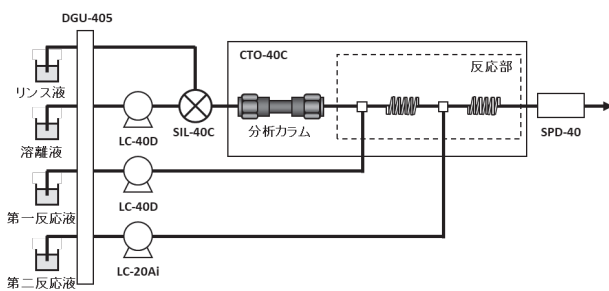 DGU-405
リンス液
溶離液
第一反応液
第二反応液
LC-40D
SIL-40C
LC-40D
LC-20Ai
CTO-40C
分析カラム
反応部
SPD-40